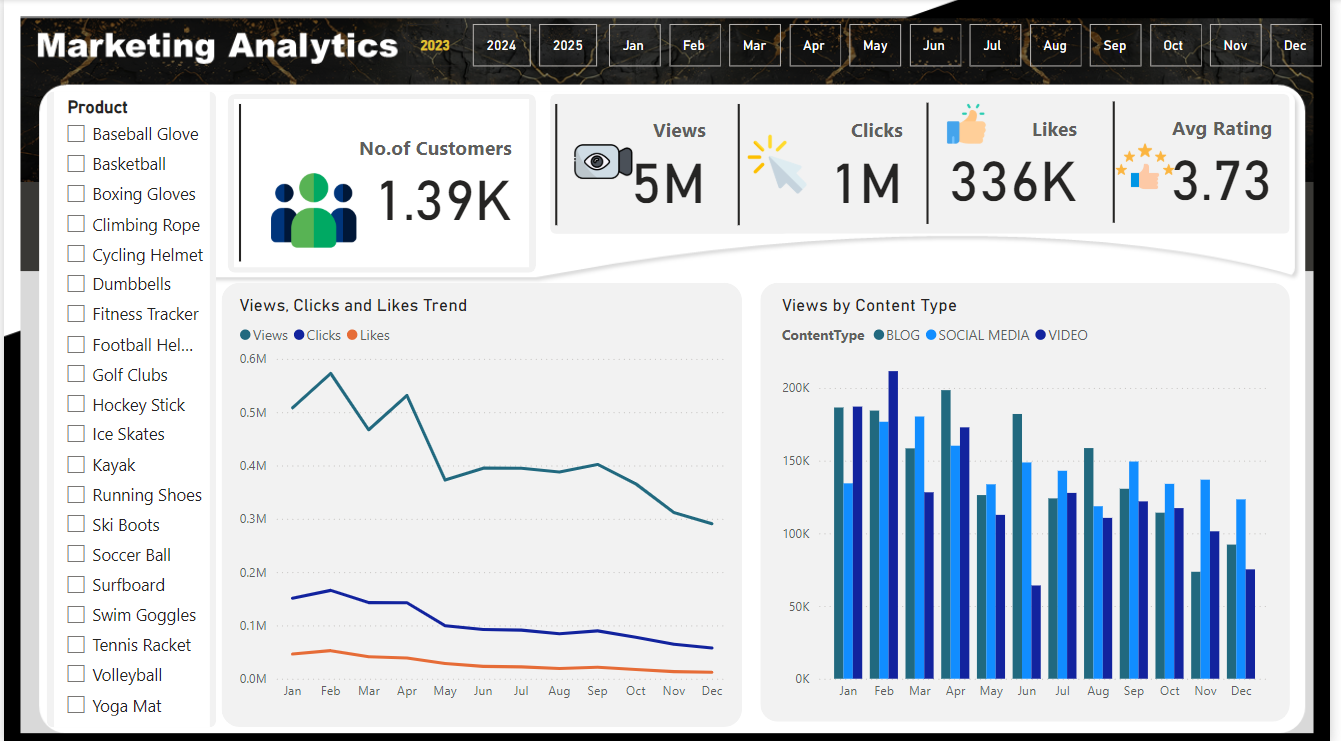 Marketing Analytics
2023 2024 2025 Jan Feb Mar Apr May Jun Jul Aug Sep Oct Nov Dec
Product
Baseball Glove
Basketball
Boxing Gloves
Climbing Rope
Cycling Helmet
Dumbbells
Fitness Tracker
Football Hel...
Golf Clubs
Hockey Stick
Ice Skates
Kayak
Running Shoes
Ski Boots
Soccer Ball
Surfboard
Swim Goggles
Tennis Racket
Volleyball
Yoga Mat
No.of Customers
1.39K
Views
5M
Clicks
1M
Likes
336K
Avg Rating
3.73
Views, Clicks and Likes Trend
Views Clicks Likes
0.6M
0.5M
0.4M
0.3M
0.2M
0.1M
0.0M
Jan Feb Mar Apr May Jun Jul Aug Sep Oct Nov Dec
Views by Content Type
ContentType BLOG SOCIAL MEDIA VIDEO
200K
150K
100K
50K
0K
Jan Feb Mar Apr May Jun Jul Aug Sep Oct Nov Dec